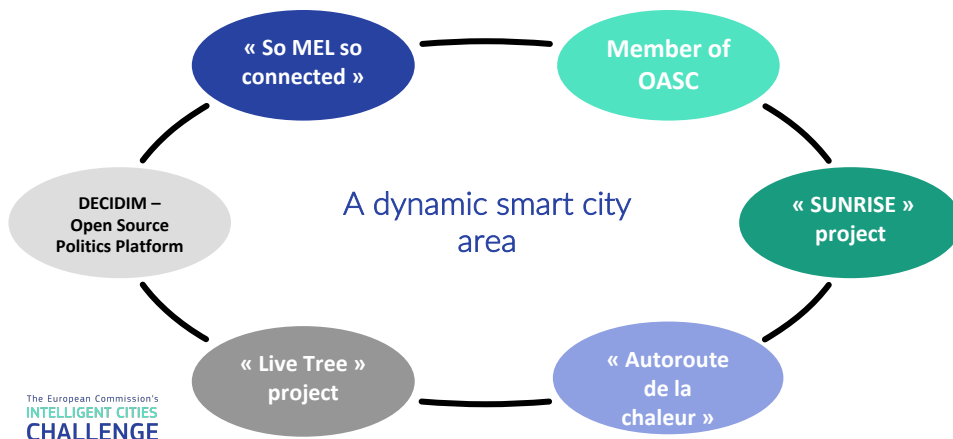 « So MEL so
connected »
Member of
OASC
DECIDIM –
Open Source
Politics Platform
A dynamic smart city
area
« SUNRISE »
project
« Live Tree »
project
« Autoroute
de la
chaleur »
The European Commission's
INTELLIGENT CITIES
CHALLENGE